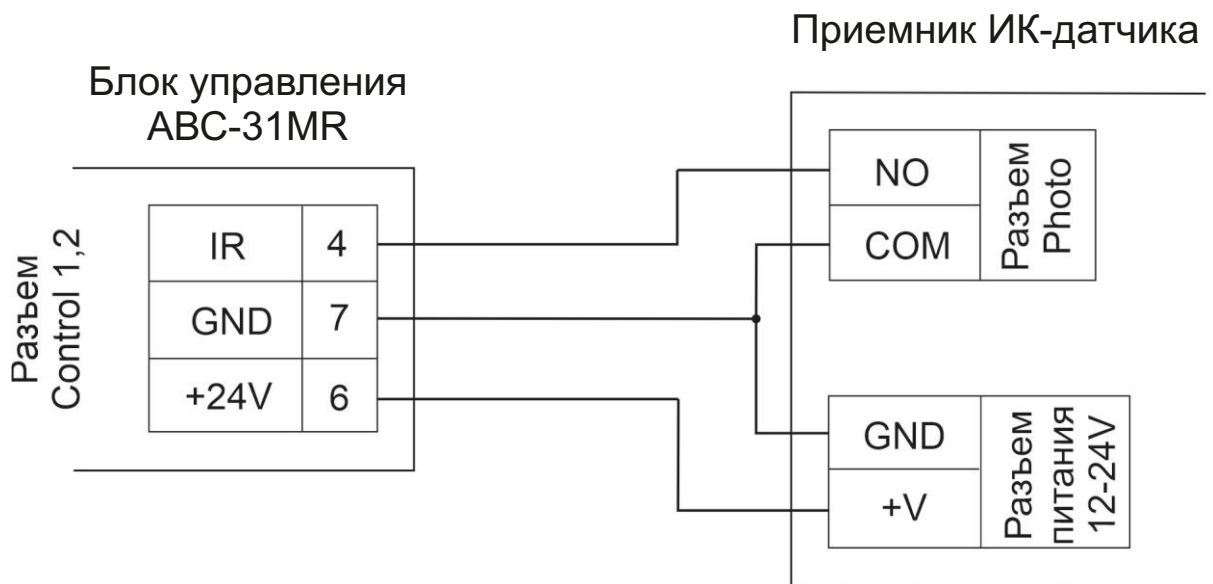 Приемник ИК-датчика
Блок управления
АВС-31MR
Разъем
Control 1,2
IR 4
GND 7
+24V 6
NO
COM
Разъем
Photo
GND
+V
Разъем
питания
12-24V